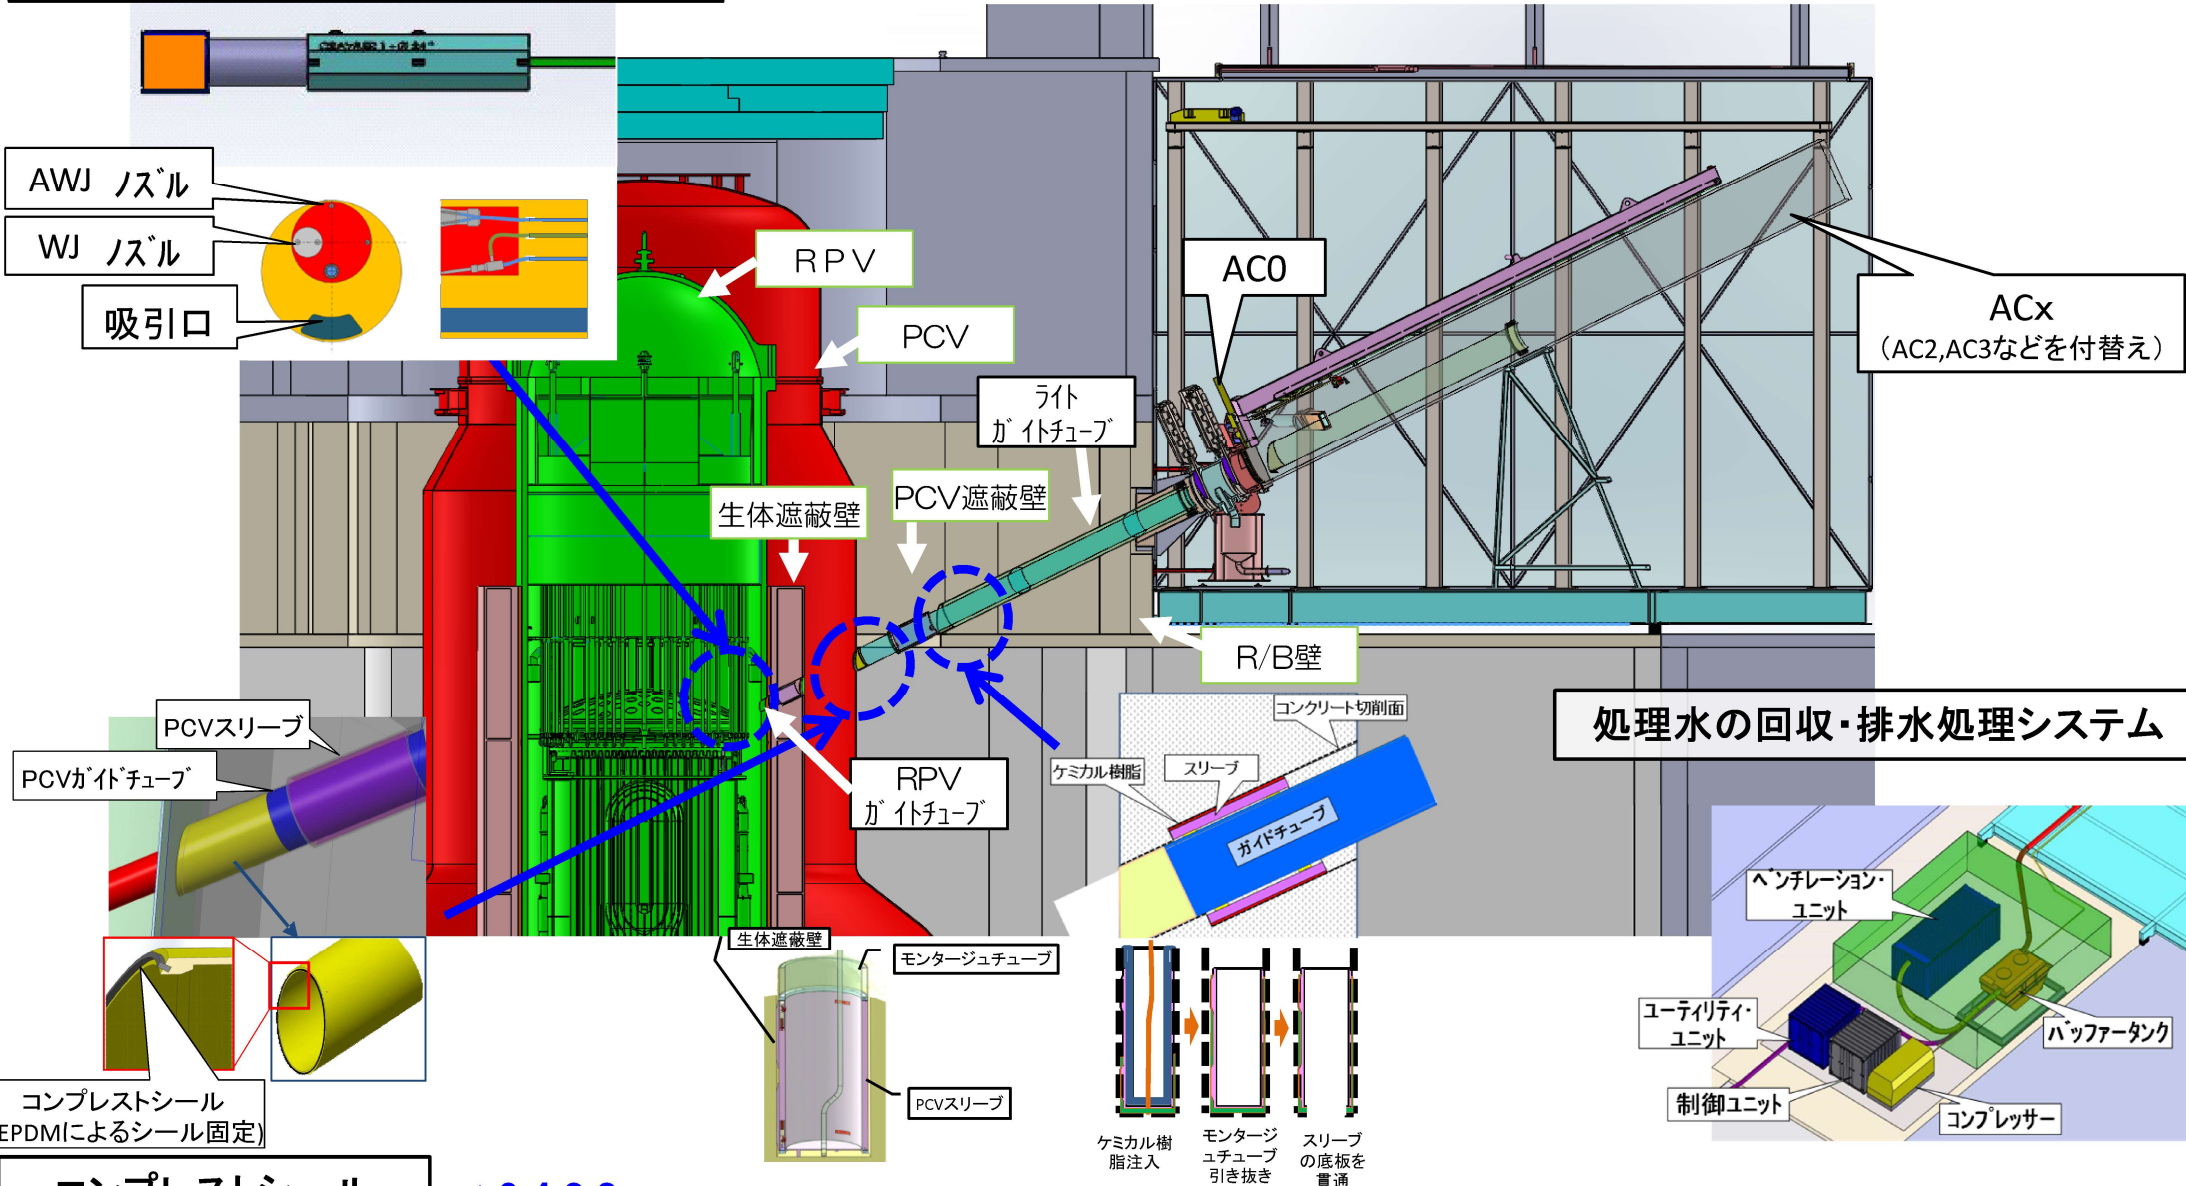 AWJ ノズル
WJ ノズル
吸引口
RPV
PCV
AC0
ACx
(AC2,AC3などを付替え)
ライト
ガイトチューブ
PCV遮蔽壁
生体遮蔽壁
R/B壁
RPV
ガイトチューブ
PCVスリーブ
PCVガイドチューブ
コンクリート切削面
ケミカル樹脂
スリーブ
ガイドチューブ
処理水の回収・排水処理システム
ベンチレーション・
ユニット
ユーティリティ・
ユニット
バッファータンク
制御ユニット
コンプレッサー
生体遮蔽壁
モンタージュチューブ
PCVスリーブ
コンプレストシール
EPDMによるシール固定)
ケミカル樹
脂注入
モンタージ
ュチューブ
引き抜き
スリーブ
の底板を
貫通
コンプレストシール